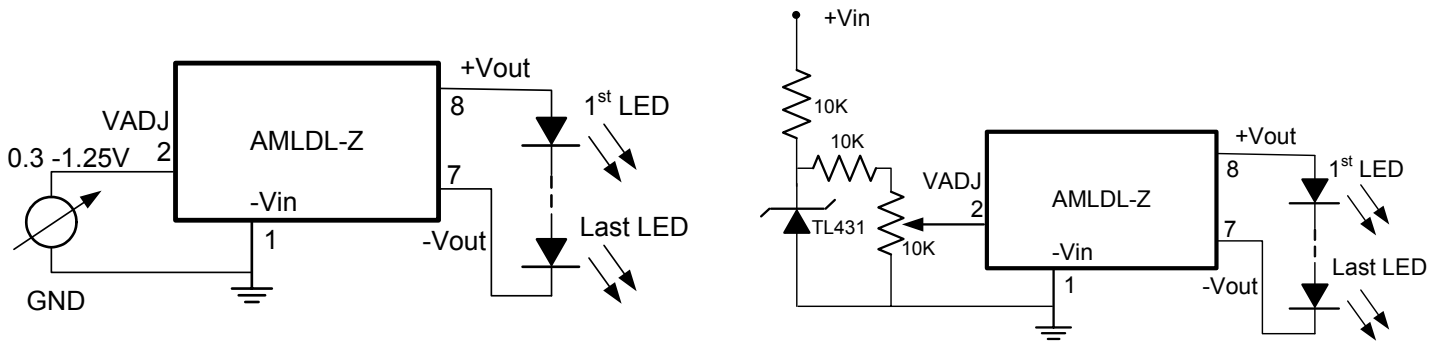 +Vout
8
1st LED
VADJ
AMLDL-Z
0.3 -1.25V
2
7
-Vin
1
-Vout
Last LED
GND
+Vin
10K
10K
+Vout
8
1st LED
VADJ
2
AMLDL-Z
TL431
10K
7
-Vin
1
-Vout
Last LED